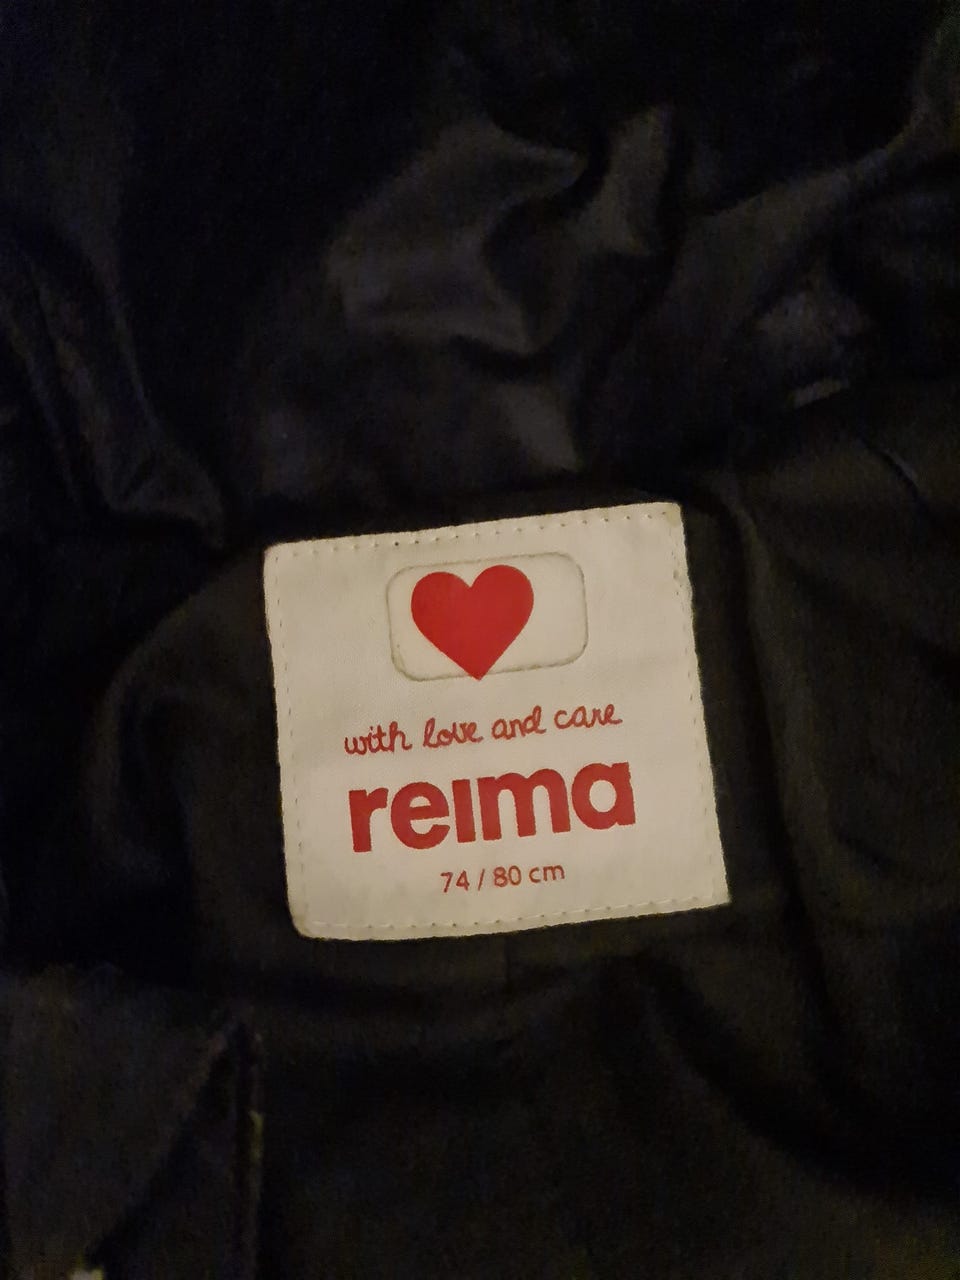 with love and care
reima
74 / 80 cm